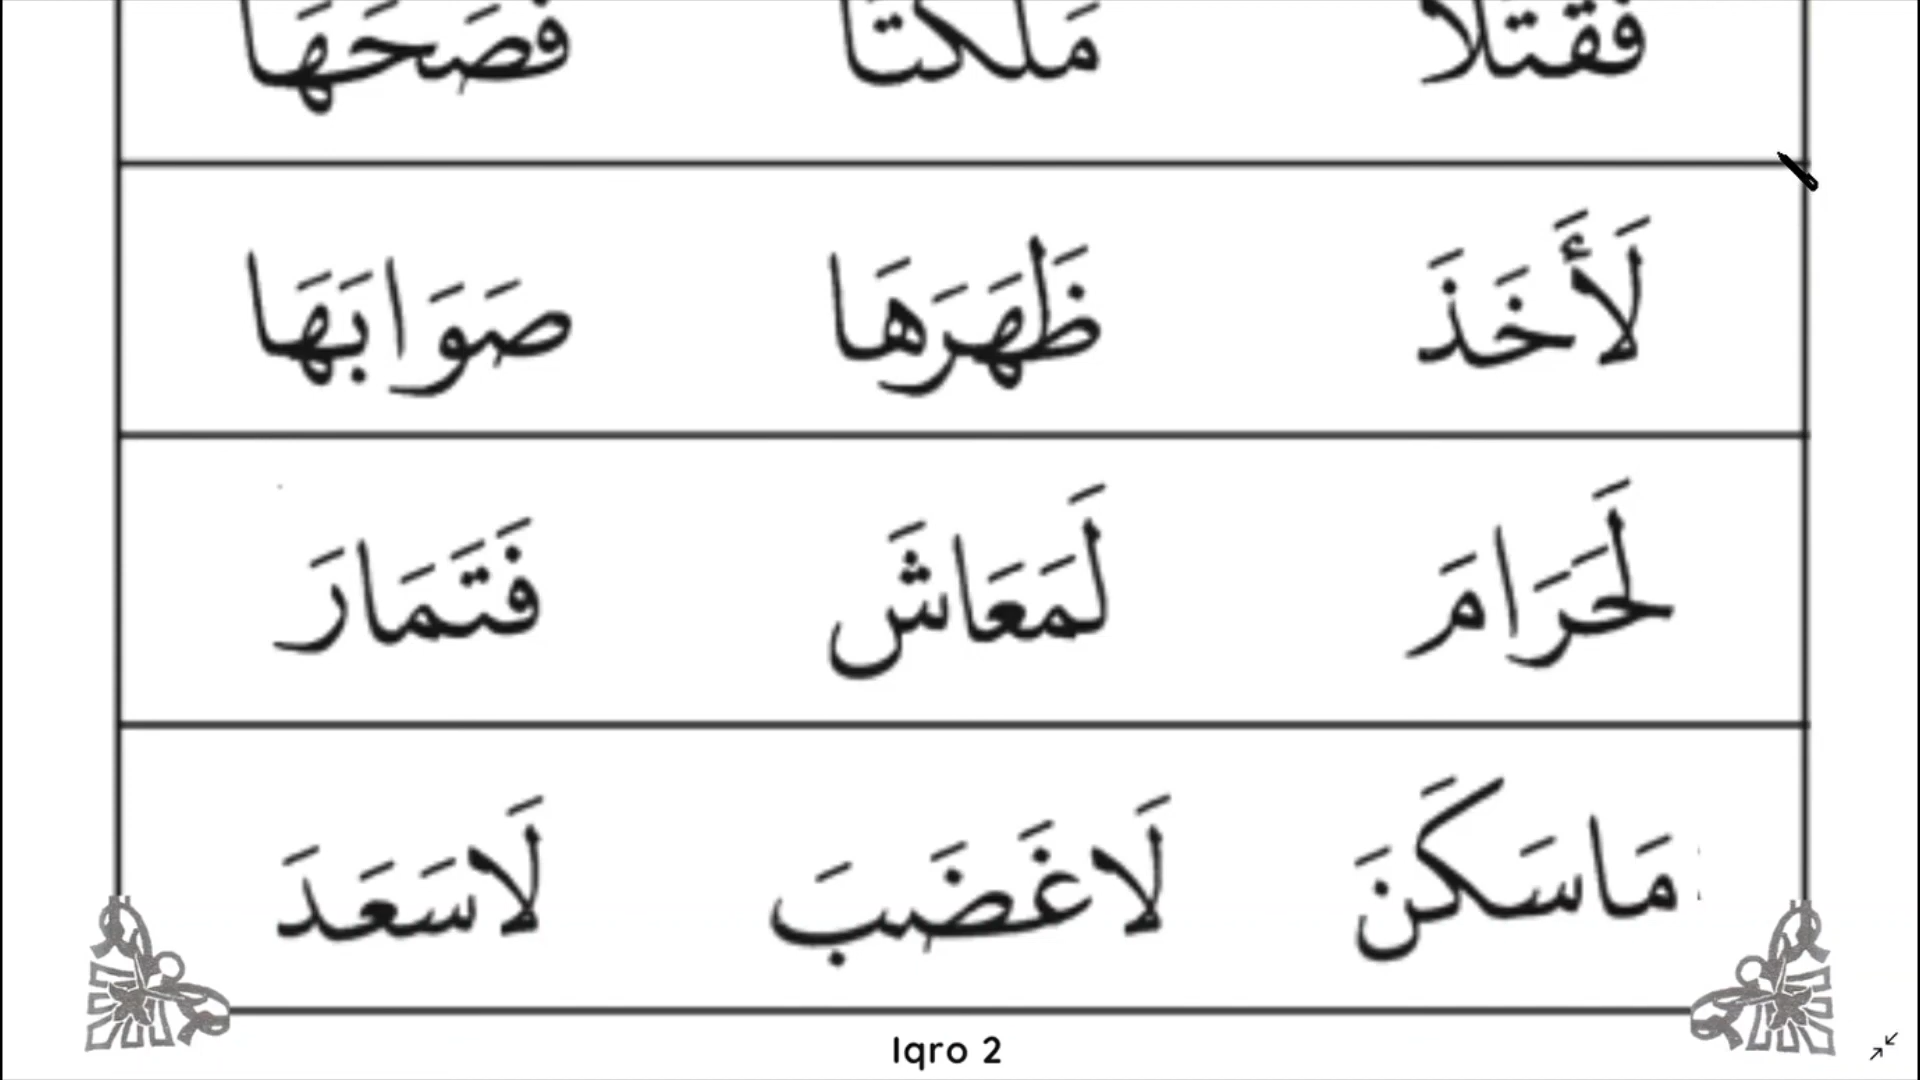 فَقَتَلَا مَلَكَتَا فَصَحَهَا
لَأَخَذَ ظَهَرَهَا صَوَابَهَا
لَحَرَامَ لَمَعَاشَ فَتَمَارَ
مَاسَكَنَ لَاغَضَبَ لَاسَعَدَ
Iqro 2